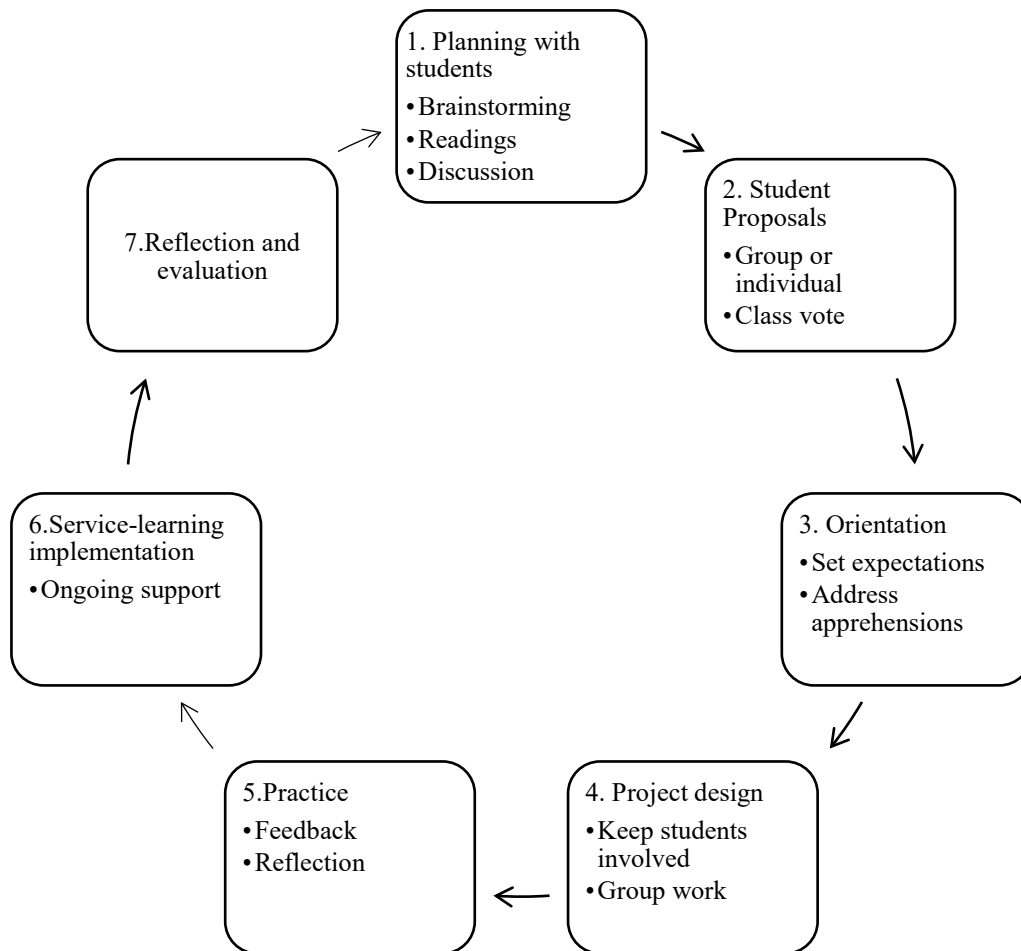 1. Planning with
students
•Brainstorming
•Readings
•Discussion
2. Student
Proposals
•Group or
individual
•Class vote
3. Orientation
•Set expectations
•Address
apprehensions
4. Project design
•Keep students
involved
•Group work
5.Practice
•Feedback
•Reflection
6.Service-learning
implementation
•Ongoing support
7.Reflection and
evaluation